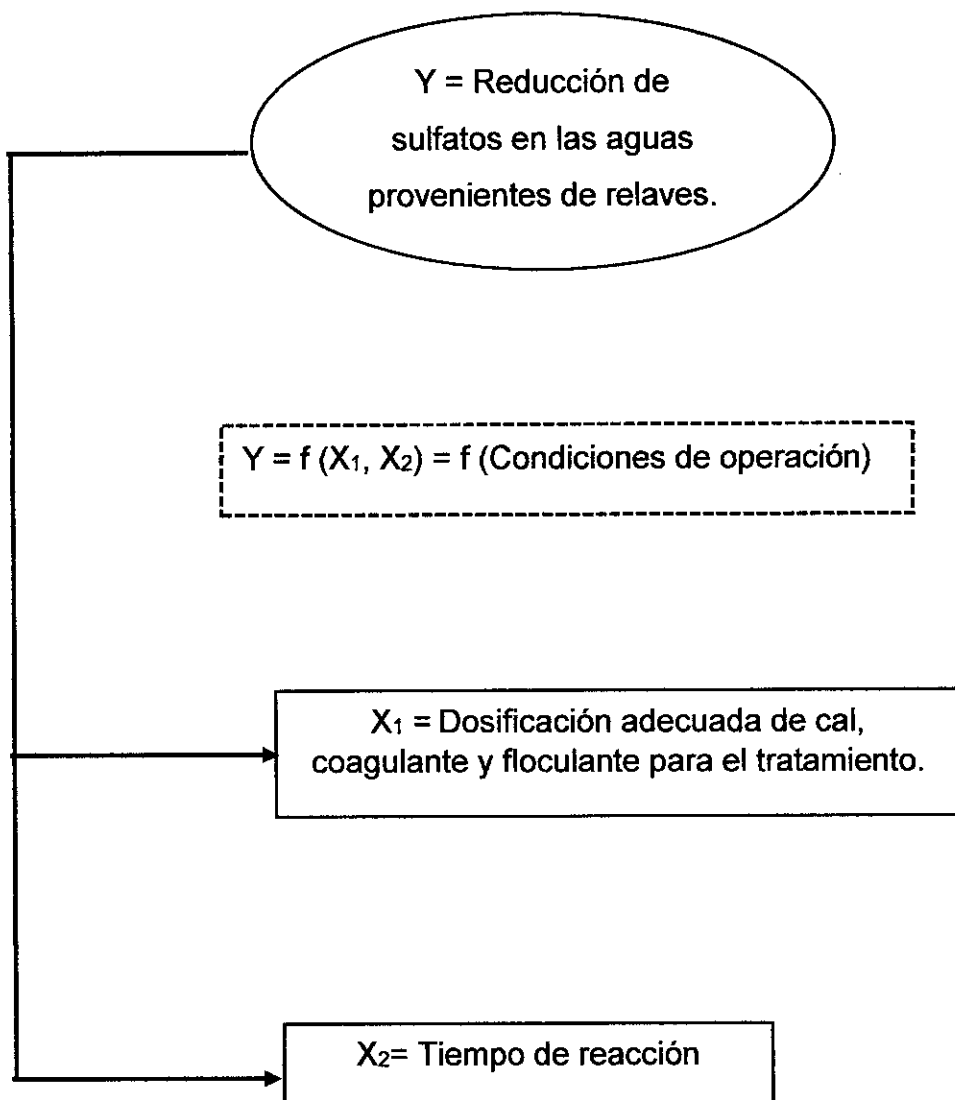 Y = Reducción de
sulfatos en las aguas
provenientes de relaves.
Y = f (X₁, X₂) = f (Condiciones de operación)
X₁ = Dosificación adecuada de cal,
coagulante y floculante para el tratamiento.
X₂= Tiempo de reacción